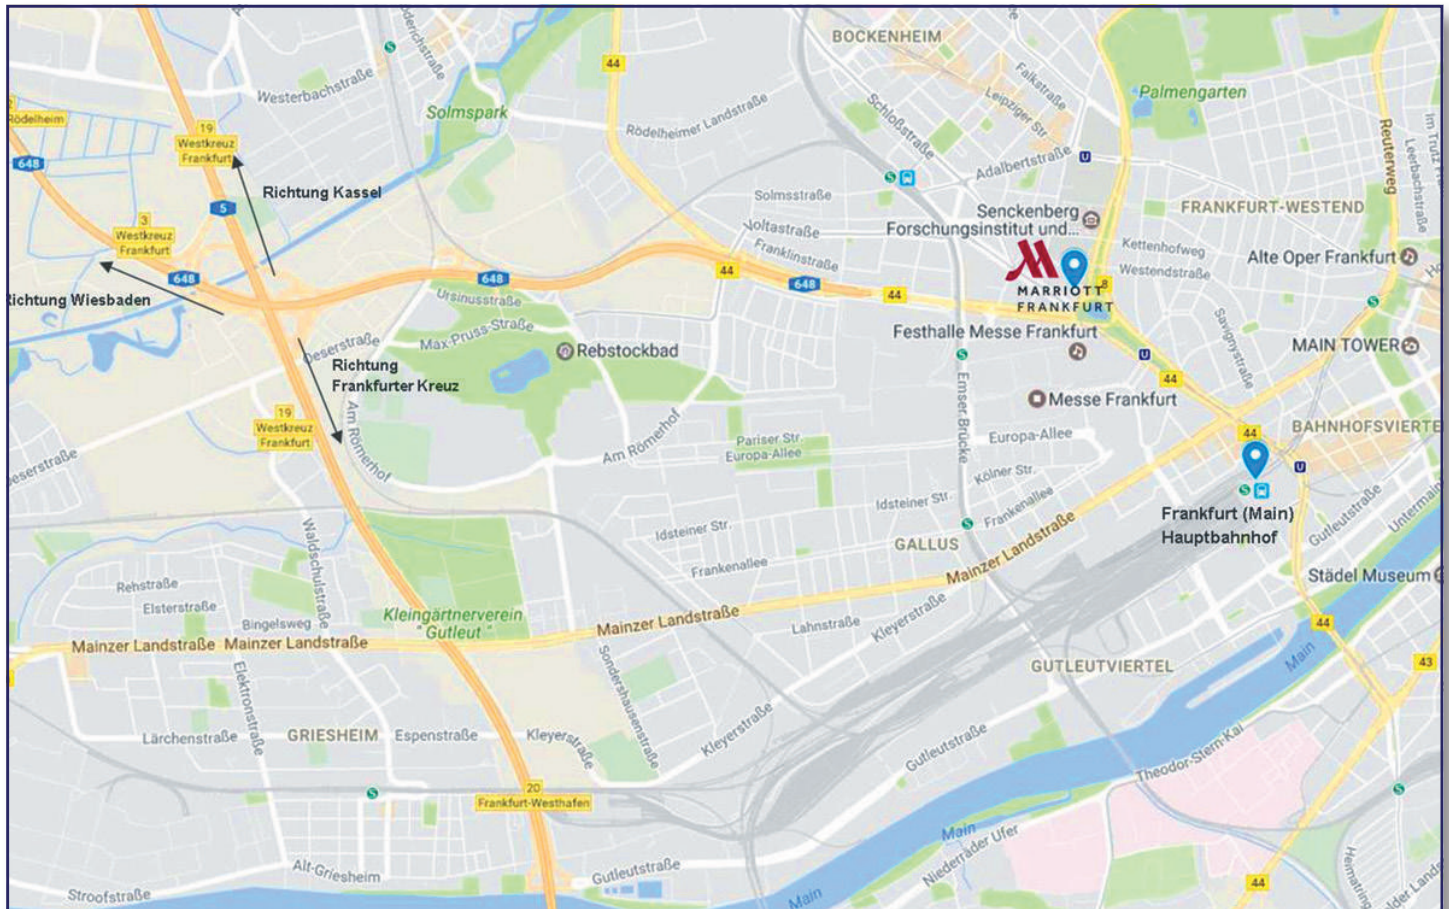 BOCKENHEIM
44
Westerbachstraße
Solmspark
Falkstraße
Leipziger Str.
Palmengarten
Rödelheim
19
Westkreuz
Frankfurt
Rödelheimer Landstraße
Schloßstraße
Reuterweg
Leerbachstraße
648
Adalbertstraße
U
S
Richtung Kassel
Solmsstraße
5
Senckenberg
Forschungsinstitut und...
FRANKFURT-WESTEND
3
Westkreuz
Frankfurt
Voltastraße
Franklinstraße
Kettenhofweg
Westendstraße
Alte Oper Frankfurt
648
648
44
648
44
8
Richtung Wiesbaden
Ursinusstraße
MARRIOTT
FRANKFURT
Max-Pruss-Straße
Festhalle Messe Frankfurt
Savignystraße
Oeserstraße
Rebstockbad
MAIN TOWER
Richtung
Frankfurter Kreuz
44
Emser Brücke
Messe Frankfurt
19
Westkreuz
Frankfurt
Am Römerhof
Am Römerhof
Pariser Str.
Europa-Allee
Europa-Allee
44
BAHNHOFSVIERTE
Oeserstraße
Kölner Str.
Idsteiner Str.
Frankenallee
Frankfurt (Main)
Hauptbahnhof
Gutleutstraße
Untermain
Idsteiner Str.
Waldschulstraße
GALLUS
Mainzer Landstraße
Frankenallee
Städel Museum
Rehstraße
Elsterstraße
Bingelsweg
Kleingärtnerverein
"Gutleut"
Mainzer Landstraße
Lahnstraße
Kleyerstraße
44
Mainzer Landstraße
Mainzer Landstraße
Main
GUTLEUTVIERTEL
43
Elektronstraße
Sondershausenstraße
Lärchenstraße
GRIESHEIM
Espenstraße
Kleyerstraße
Kleyerstraße
Gutleutstraße
Theodor-Stern-Kai
20
Frankfurt-Westhafen
Main
Niederräder Ufer
Alt-Griesheim
Gutleutstraße
Stroofstraße
Main
44